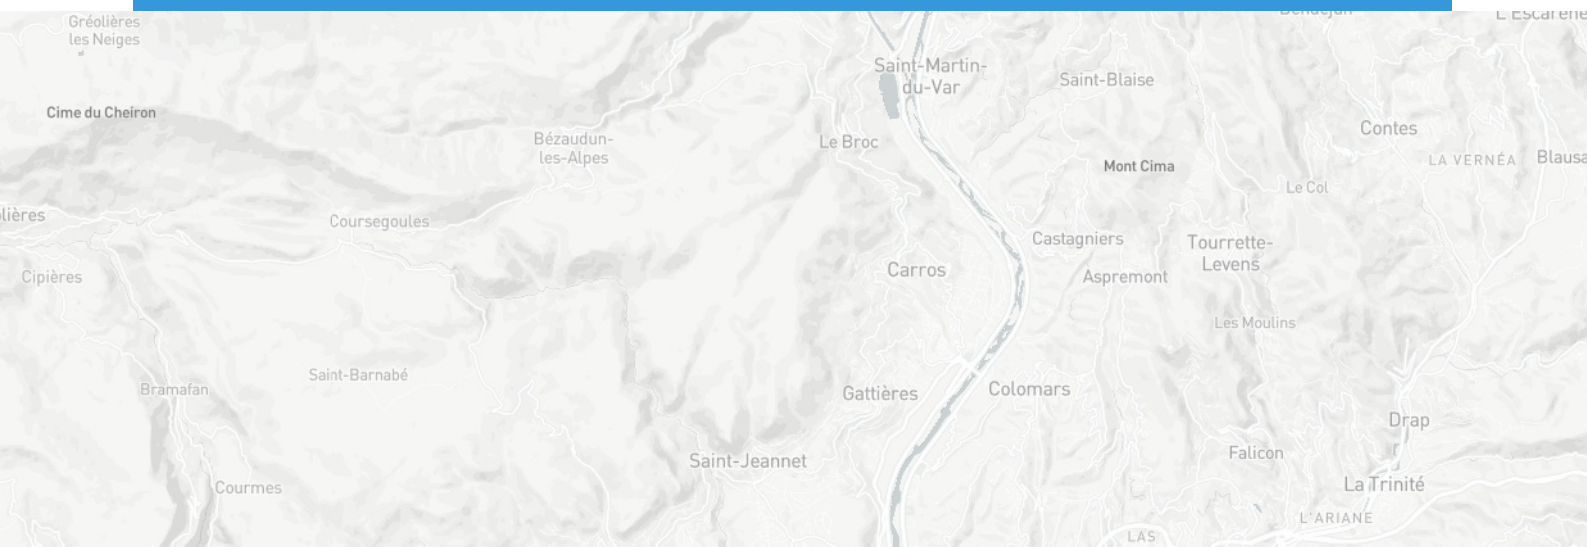 Gréolières
les Neiges
L'Escarène
Saint-Martin-
du-Var
Saint-Blaise
Cime du Cheiron
Bézaudun-
les-Alpes
Le Broc
Contes
Mont Cima
LA VERNÉA
Blausa
Le Col
lières
Coursegoules
Castagniers
Tourrette-
Levens
Cipières
Carros
Aspremont
Les Moulins
Saint-Barnabé
Bramafan
Gattières
Colomars
Drap
Falicon
Saint-Jeannet
Courmes
La Trinité
L'ARIANE
LAS